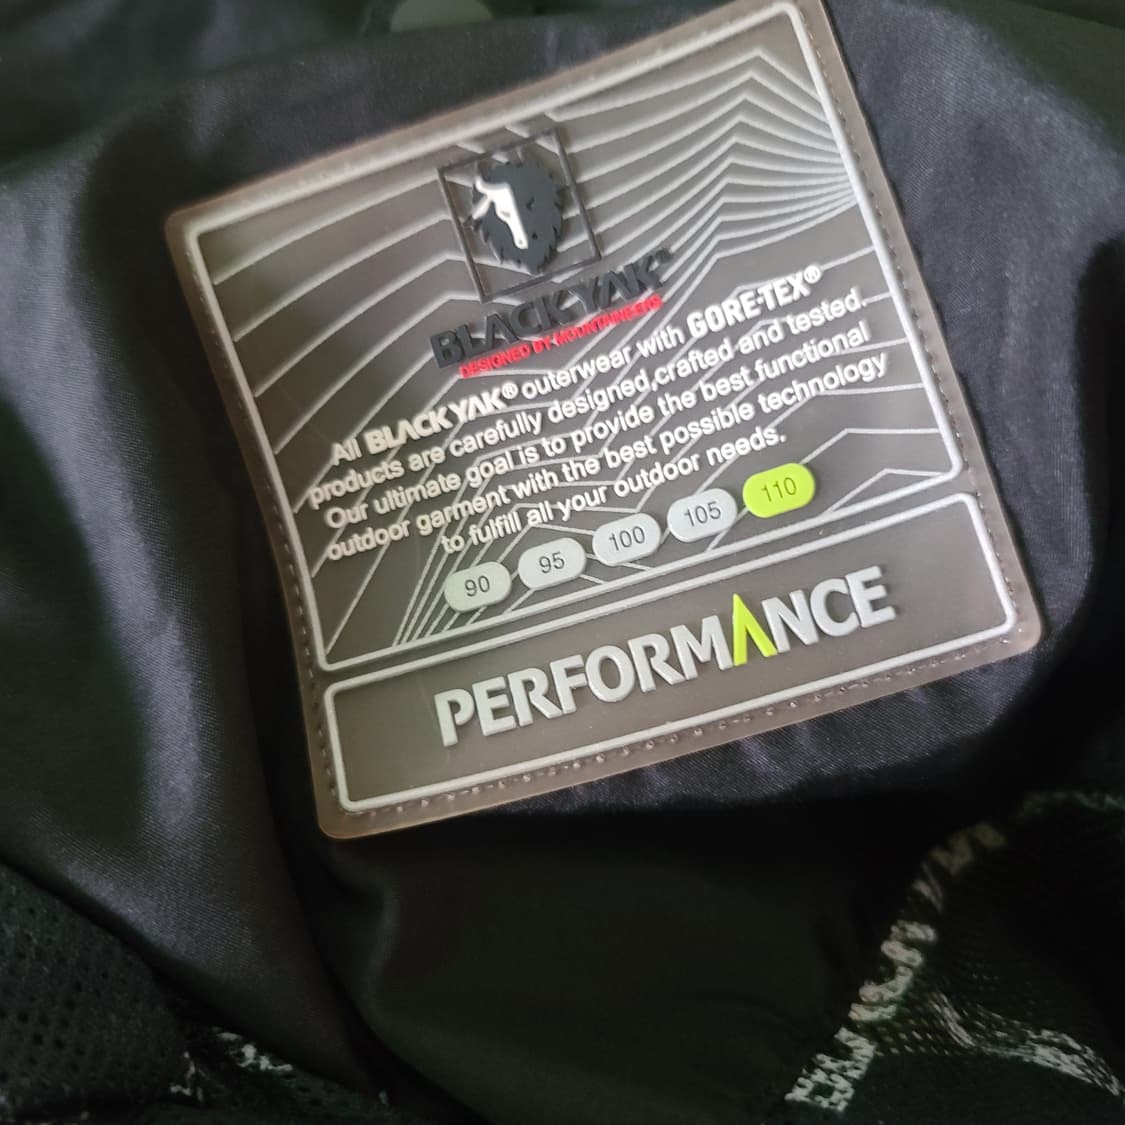 BLACKYAK™
DESIGNED BY MOUNTAINEERS
All BLACKYAK® outerwear with GORE-TEX®
products are carefully designed,crafted and tested.
Our ultimate goal is to provide the best functional
outdoor garment with the best possible technology
to fulfill all your outdoor needs.
90 95 100 105 110
PERFORMANCE